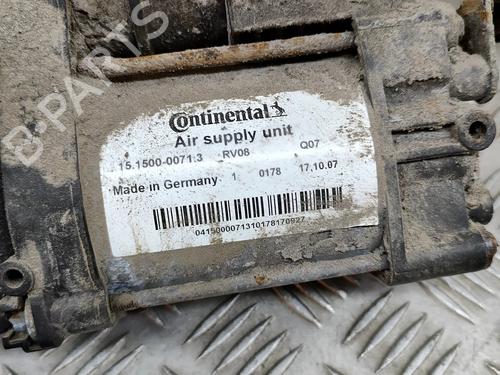 Continental
Air supply unit
15.1500-0071.3 RV08 Q07
Made in Germany 1 0178 17.10.07
0415000071310178170927